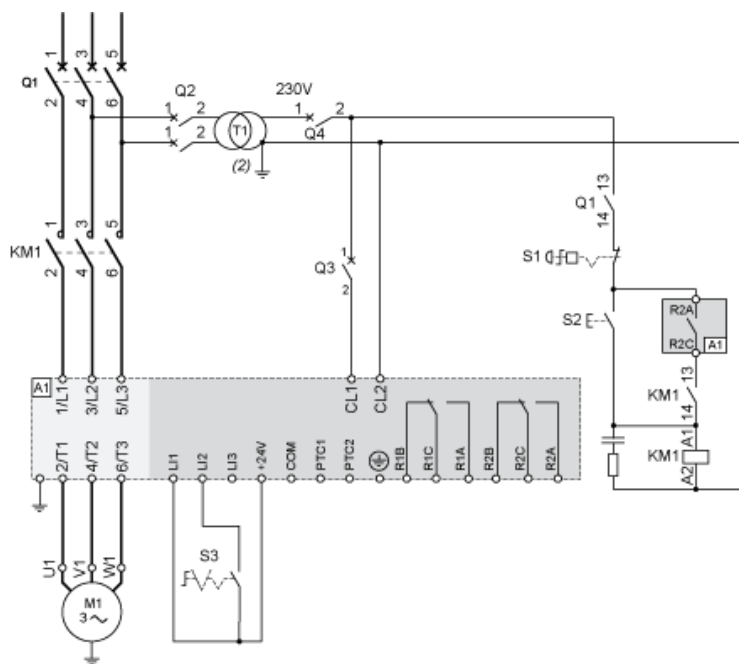 1 3 5
Q1
2 4 6
Q2
1 2
1 2
T1
(2)
230V
1 2
Q4
13
Q1
14
1 3 5
KM1
2 4 6
1
Q3
2
S1
S2
R2A
R2C
A1
13
KM1
14
A1
KM1
A2
A1
1/L1 3/L2 5/L3
CL1 CL2
2/T1 4/T2 6/T3
LI1 LI2 LI3 +24V COM PTC1 PTC2 R1B R1C R1A R2B R2C R2A
S3
U1 V1 W1
M1
3